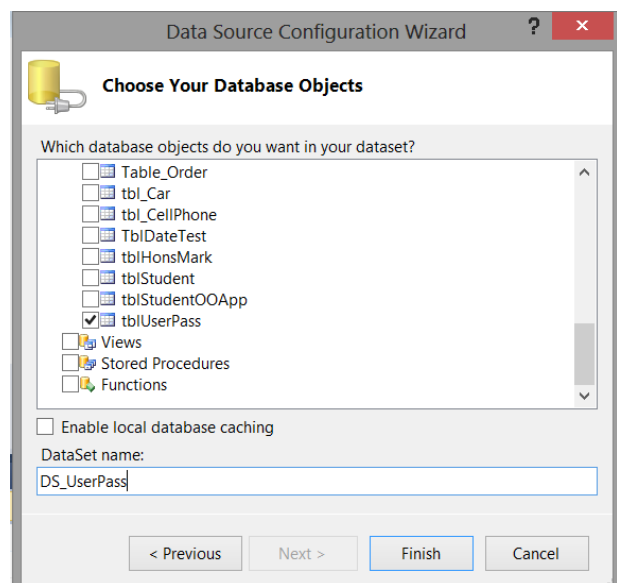 Data Source Configuration Wizard ? ×
Choose Your Database Objects
Which database objects do you want in your dataset?
Table_Order
tbl_Car
tbl_CellPhone
TblDateTest
tblHonsMark
tblStudent
tblStudentOOApp
tblUserPass
Views
Stored Procedures
Functions
Enable local database caching
DataSet name:
DS_UserPass
< Previous Next > Finish Cancel